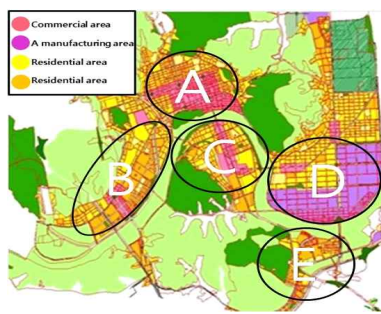 Commercial area
A manufacturing area
Residential area
Residential area
A
B
C
D
E